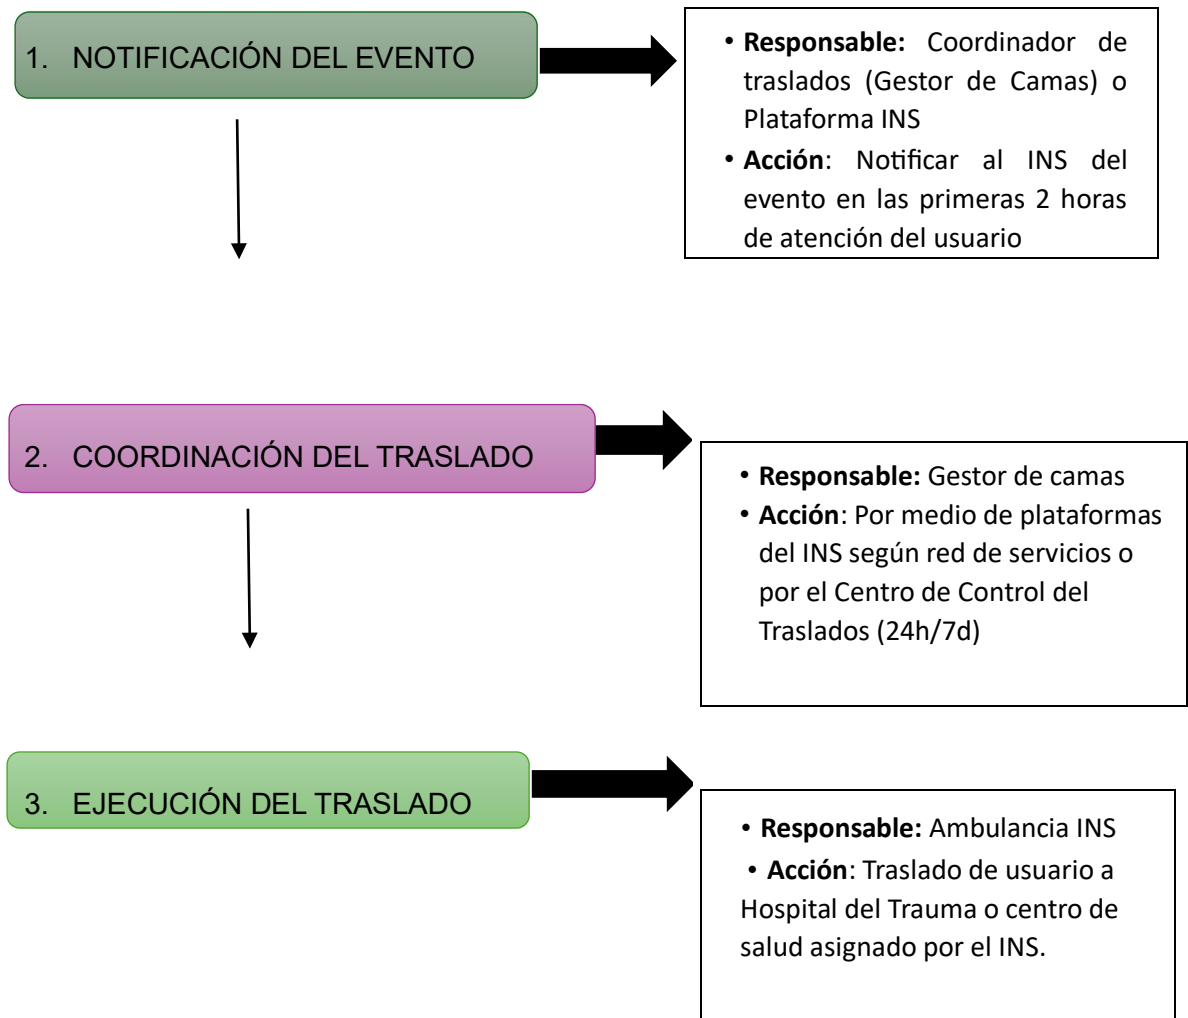 1. NOTIFICACIÓN DEL EVENTO
• Responsable: Coordinador de
traslados (Gestor de Camas) o
Plataforma INS
• Acción: Notificar al INS del
evento en las primeras 2 horas
de atención del usuario
2. COORDINACIÓN DEL TRASLADO
• Responsable: Gestor de camas
• Acción: Por medio de plataformas
del INS según red de servicios o
por el Centro de Control del
Traslados (24h/7d)
3. EJECUCIÓN DEL TRASLADO
• Responsable: Ambulancia INS
• Acción: Traslado de usuario a
Hospital del Trauma o centro de
salud asignado por el INS.